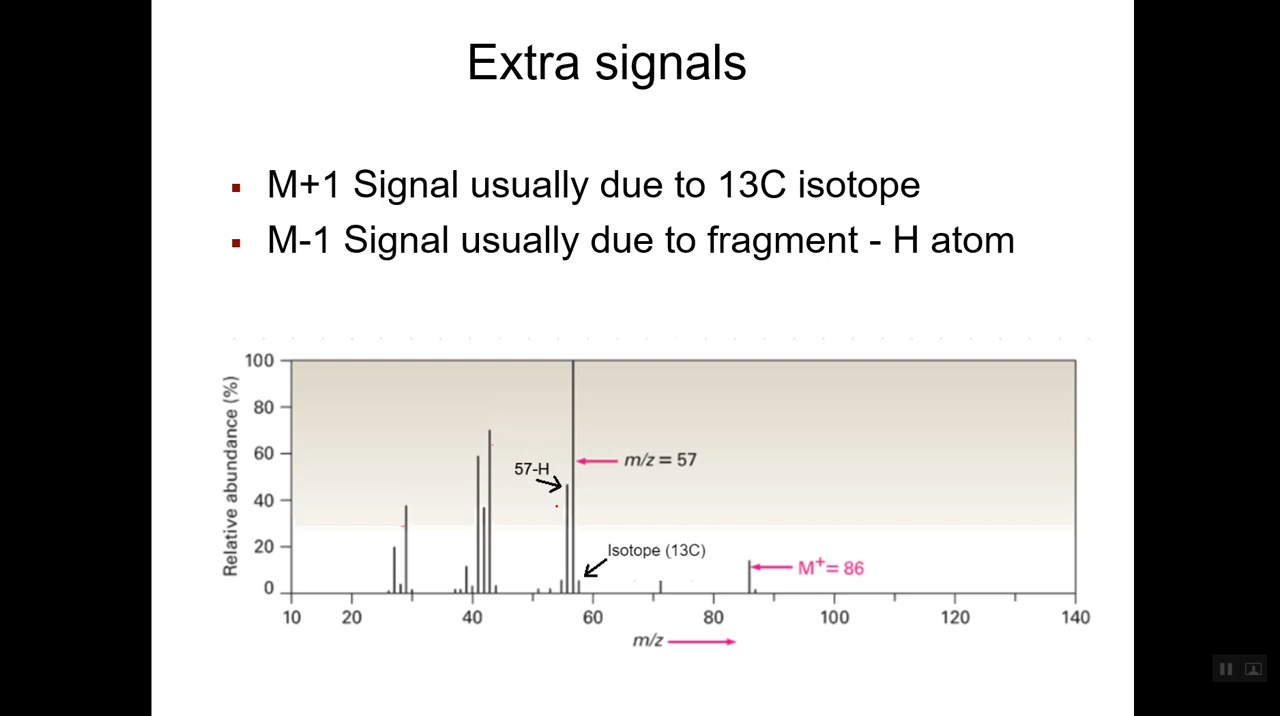 Extra signals
▪ M+1 Signal usually due to 13C isotope
▪ M-1 Signal usually due to fragment - H atom
Relative abundance (%)
100
80
60
40
20
0
57-H
m/z = 57
Isotope (13C)
M⁺= 86
10 20 40 60 80 100 120 140
m/z